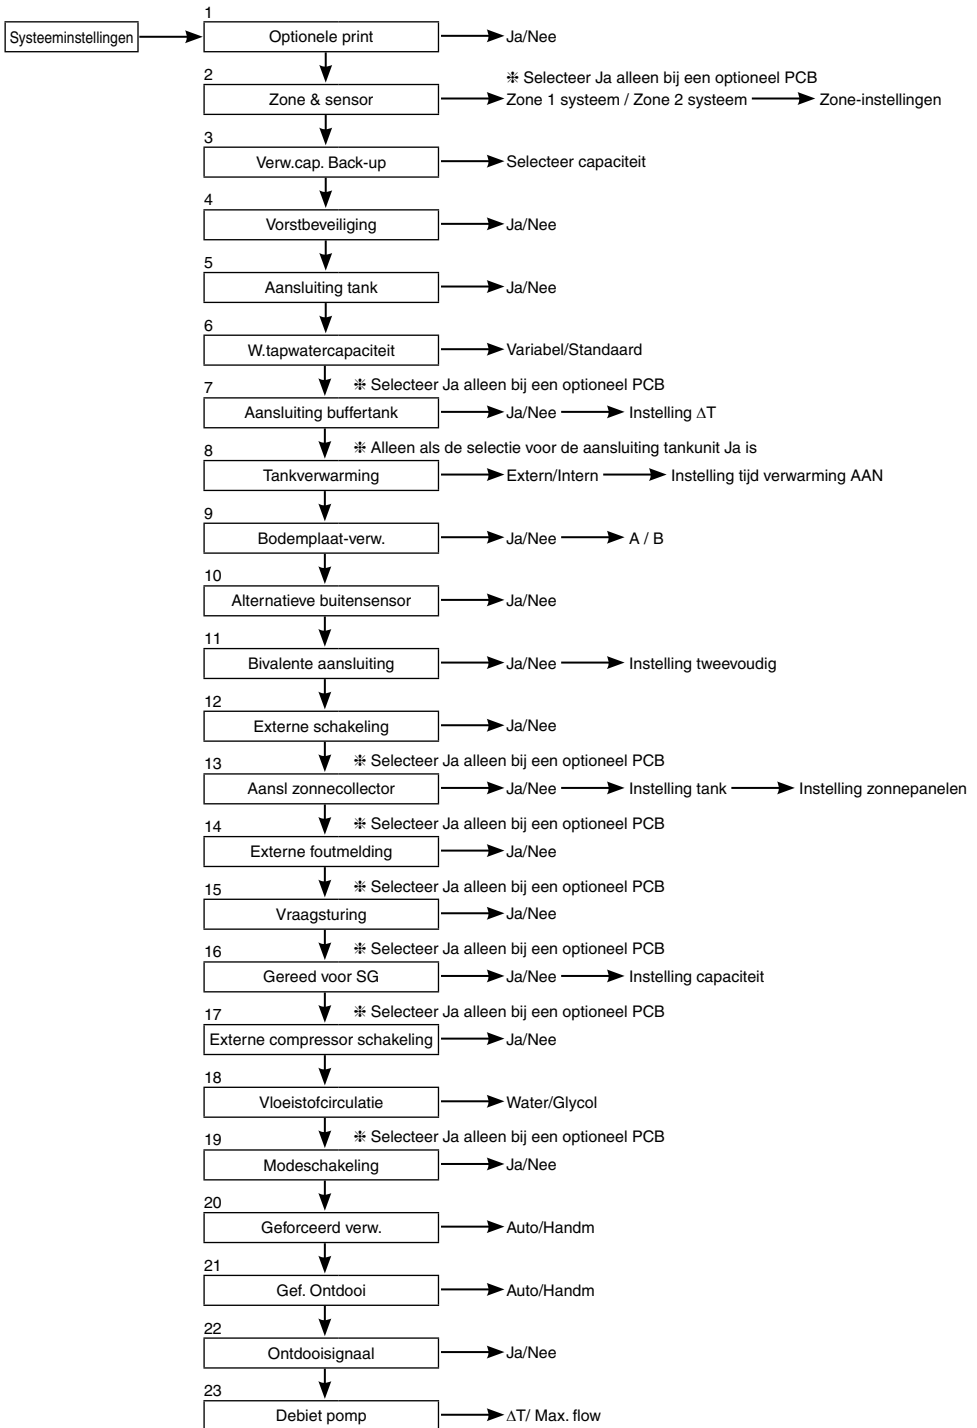 1
Systeeminstellingen
Optionele print
Ja/Nee
2
❉ Selecteer Ja alleen bij een optioneel PCB
Zone & sensor
Zone 1 systeem / Zone 2 systeem
Zone-instellingen
3
Verw.cap. Back-up
Selecteer capaciteit
4
Vorstbeveiliging
Ja/Nee
5
Aansluiting tank
Ja/Nee
6
W.tapwatercapaciteit
Variabel/Standaard
7
❉ Selecteer Ja alleen bij een optioneel PCB
Aansluiting buffertank
Ja/Nee
Instelling ΔT
8
❉ Alleen als de selectie voor de aansluiting tankunit Ja is
Tankverwarming
Extern/Intern
Instelling tijd verwarming AAN
9
Bodemplaat-verw.
Ja/Nee
A / B
10
Alternatieve buitensensor
Ja/Nee
11
Bivalente aansluiting
Ja/Nee
Instelling tweevoudig
12
Externe schakeling
Ja/Nee
13
❉ Selecteer Ja alleen bij een optioneel PCB
Aansl zonnecollector
Ja/Nee
Instelling tank
Instelling zonnepanelen
14
❉ Selecteer Ja alleen bij een optioneel PCB
Externe foutmelding
Ja/Nee
15
❉ Selecteer Ja alleen bij een optioneel PCB
Vraagsturing
Ja/Nee
16
❉ Selecteer Ja alleen bij een optioneel PCB
Gereed voor SG
Ja/Nee
Instelling capaciteit
17
❉ Selecteer Ja alleen bij een optioneel PCB
Externe compressor schakeling
Ja/Nee
18
Vloeistofcirculatie
Water/Glycol
19
❉ Selecteer Ja alleen bij een optioneel PCB
Modeschakeling
Ja/Nee
20
Geforceerd verw.
Auto/Handm
21
Gef. Ontdooi
Auto/Handm
22
Ontdooisignaal
Ja/Nee
23
Debiet pomp
ΔT/ Max. flow